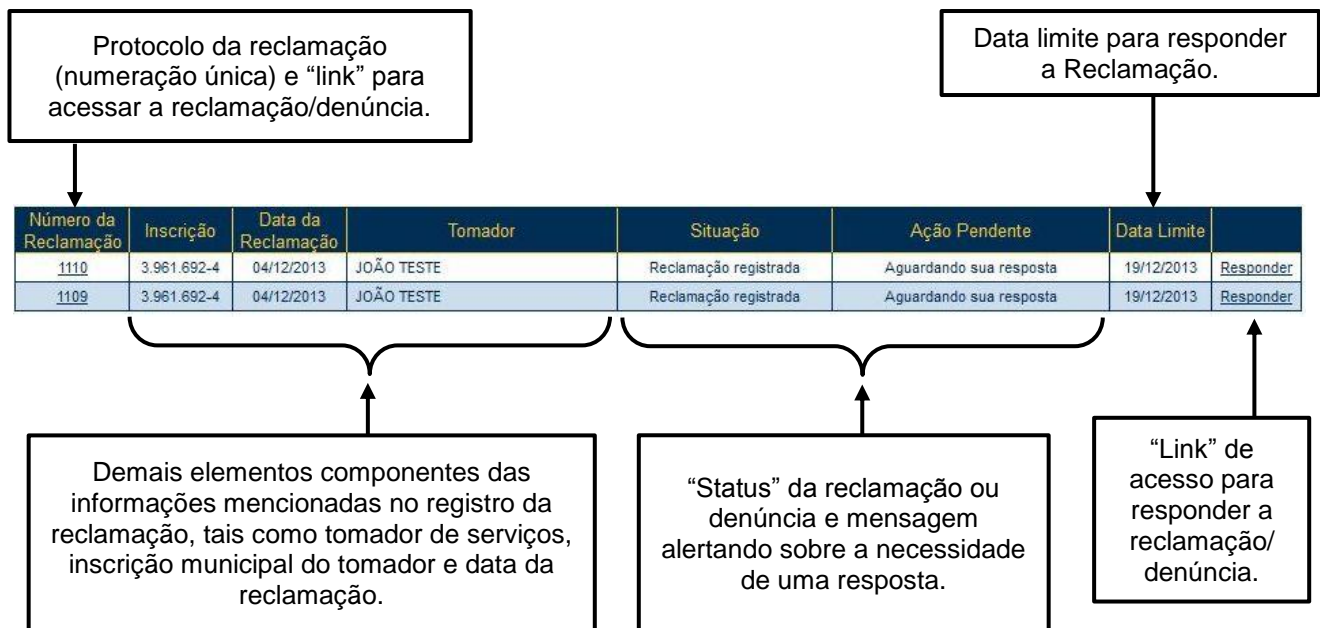 Protocolo da reclamação
(numeração única) e “link” para
acessar a reclamação/denúncia.
Data limite para responder
a Reclamação.
Número da Reclamação Inscrição Data da Reclamação Tomador Situação Ação Pendente Data Limite
1110 3.961.692-4 04/12/2013 JOÃO TESTE Reclamação registrada Aguardando sua resposta 19/12/2013 Responder
1109 3.961.692-4 04/12/2013 JOÃO TESTE Reclamação registrada Aguardando sua resposta 19/12/2013 Responder
Demais elementos componentes das
informações mencionadas no registro da
reclamação, tais como tomador de serviços,
inscrição municipal do tomador e data da
reclamação.
“Status” da reclamação ou
denúncia e mensagem
alertando sobre a necessidade
de uma resposta.
“Link” de
acesso para
responder a
reclamação/
denúncia.